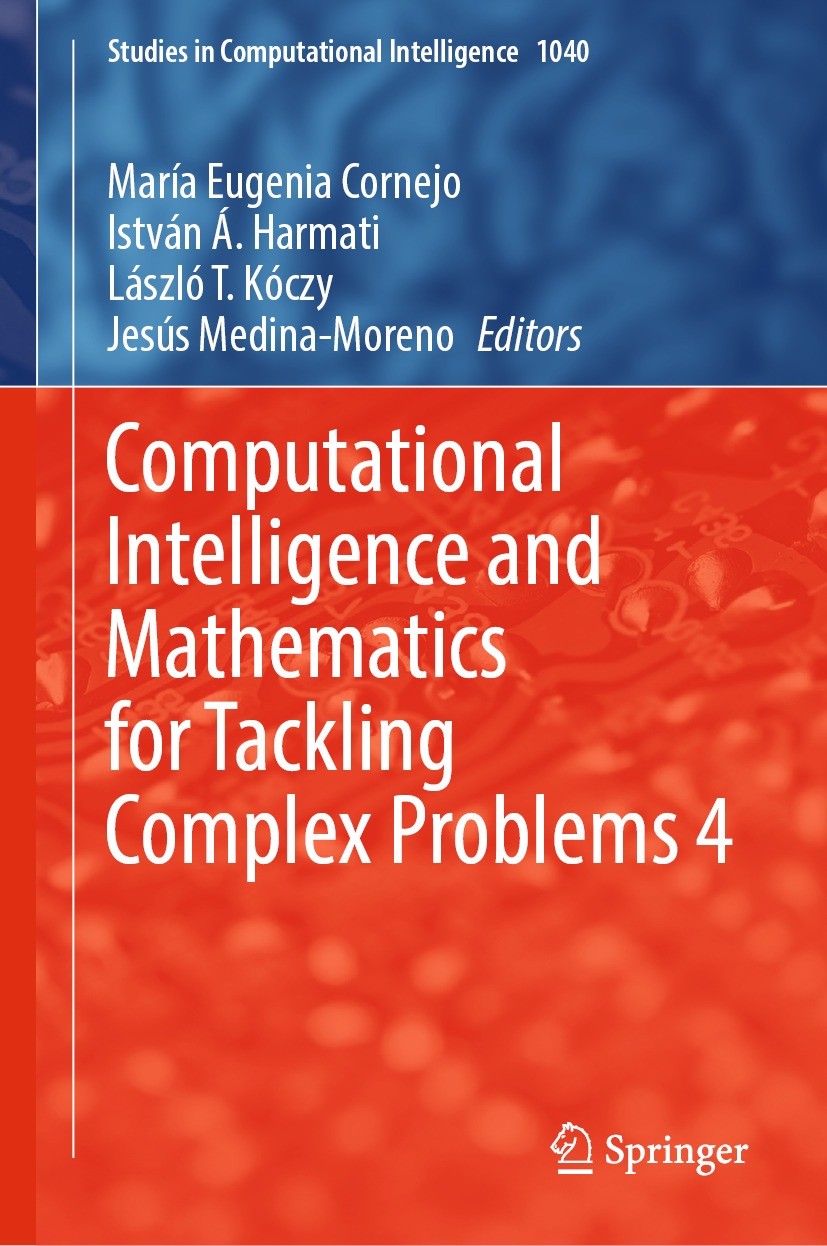 Studies in Computational Intelligence 1040
María Eugenia Cornejo
István Á. Harmati
László T. Kóczy
Jesús Medina-Moreno Editors
Computational
Intelligence and
Mathematics
for Tackling
Complex Problems 4
Springer